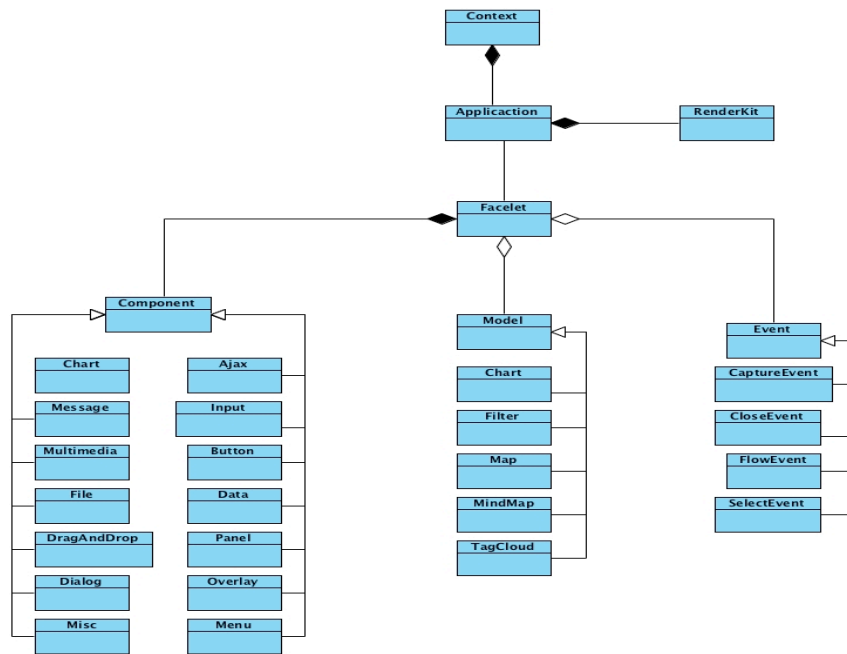 Context
Applicaction
RenderKit
Facelet
Component
Model
Event
Chart
Ajax
Chart
CaptureEvent
Message
Input
Filter
CloseEvent
Multimedia
Button
Map
FlowEvent
File
Data
MindMap
SelectEvent
DragAndDrop
Panel
TagCloud
Dialog
Overlay
Misc
Menu